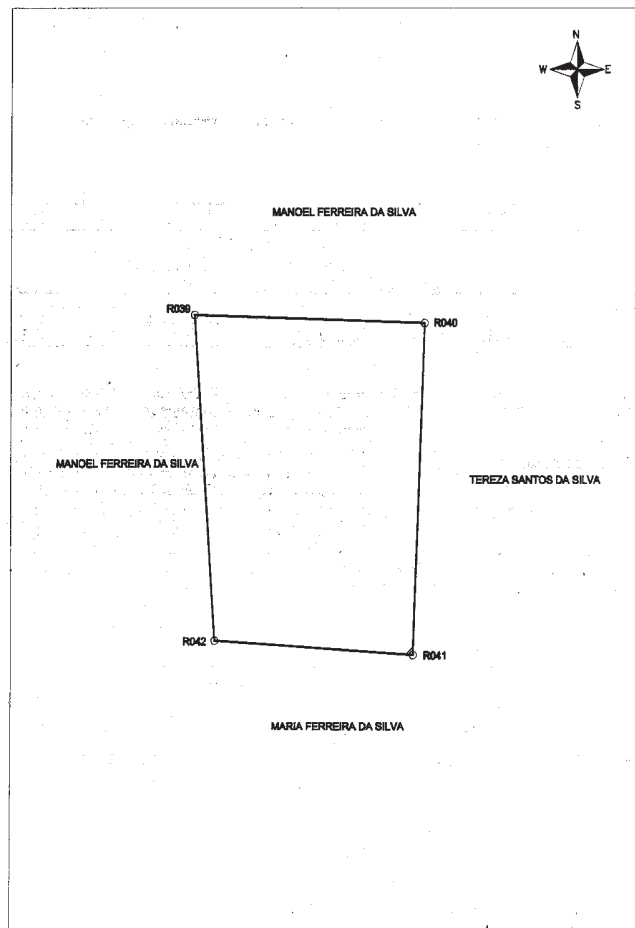 N
W E
S
MANOEL FERREIRA DA SILVA
R039
R040
MANOEL FERREIRA DA SILVA
TEREZA SANTOS DA SILVA
R042
R041
MARIA FERREIRA DA SILVA